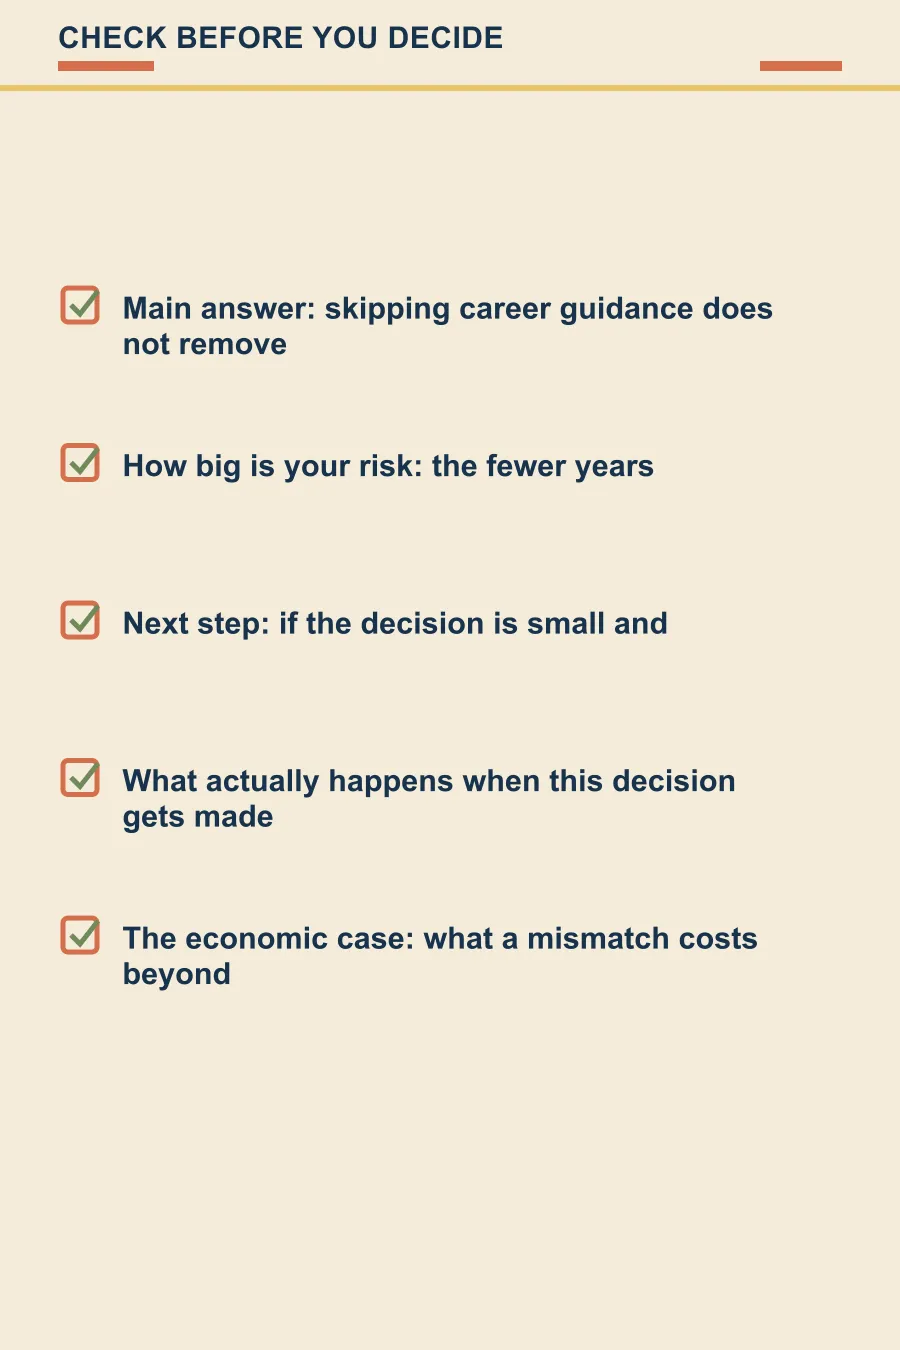 CHECK BEFORE YOU DECIDE
Main answer: skipping career guidance does
not remove
How big is your risk: the fewer years
Next step: if the decision is small and
What actually happens when this decision
gets made
The economic case: what a mismatch costs
beyond